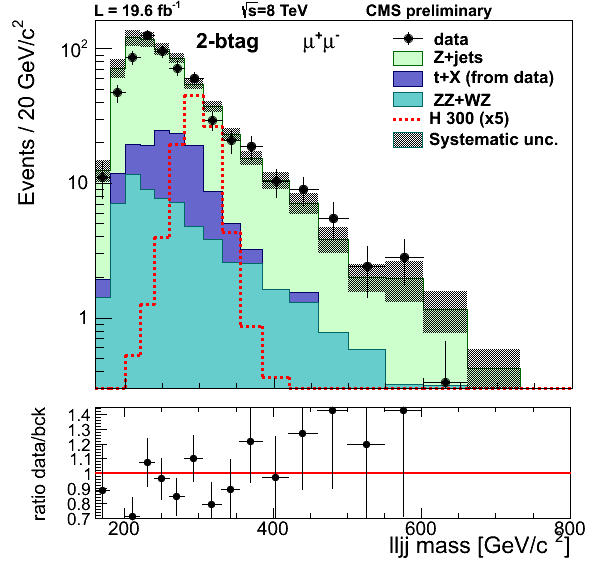 L = 19.6 fb⁻¹ √s=8 TeV CMS preliminary
2-btag μ⁺μ⁻
data
Z+jets
t+X (from data)
ZZ+WZ
H 300 (x5)
Systematic unc.
Events / 20 GeV/c²
10²
10
1
ratio data/bck
1.4
1.3
1.2
1.1
1
0.9
0.8
0.7
200 400 600 800
lljj mass [GeV/c²]